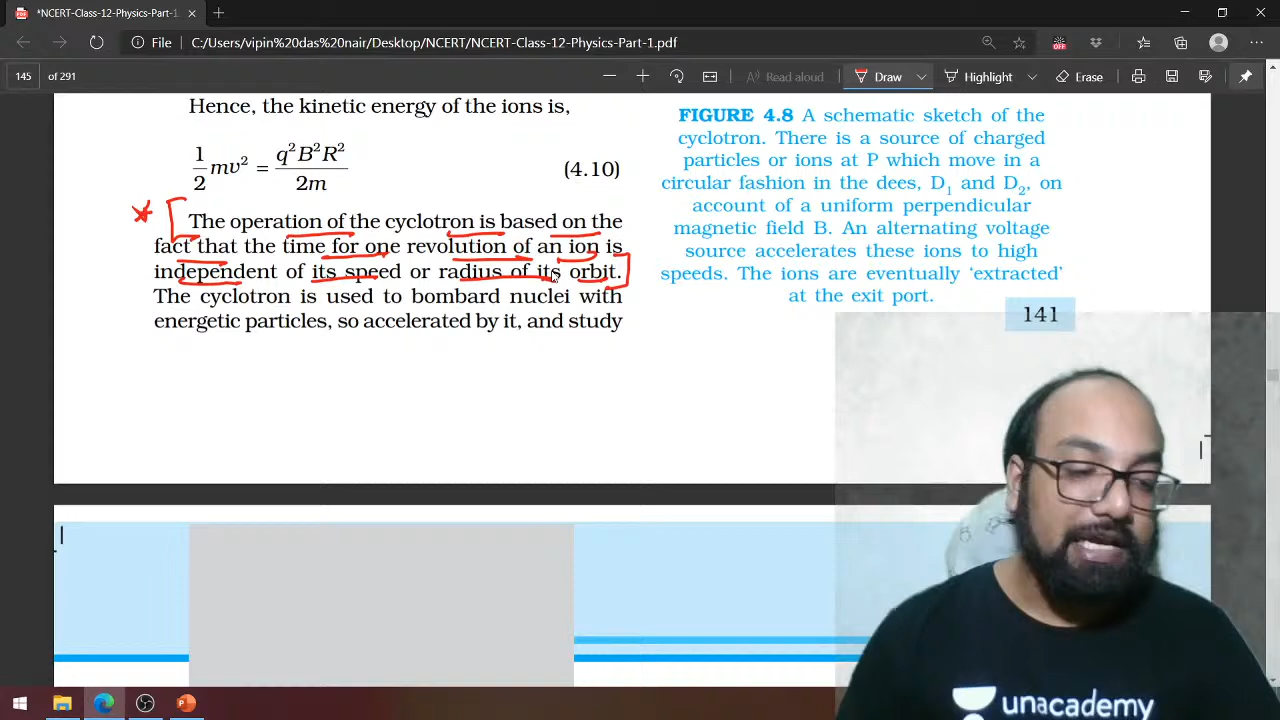 *NCERT-Class-12-Physics-Part-1.
File C:/Users/vipin%20das%20nair/Desktop/NCERT/NCERT-Class-12-Physics-Part-1.pdf
145 of 291 Read aloud Draw Highlight Erase
Hence, the kinetic energy of the ions is,
1/2 mv² = q²B²R²/2m (4.10)
The operation of the cyclotron is based on the
fact that the time for one revolution of an ion is
independent of its speed or radius of its orbit.
The cyclotron is used to bombard nuclei with
energetic particles, so accelerated by it, and study
FIGURE 4.8 A schematic sketch of the
cyclotron. There is a source of charged
particles or ions at P which move in a
circular fashion in the dees, D₁ and D₂, on
account of a uniform perpendicular
magnetic field B. An alternating voltage
source accelerates these ions to high
speeds. The ions are eventually ‘extracted’
at the exit port.
141
unacademy